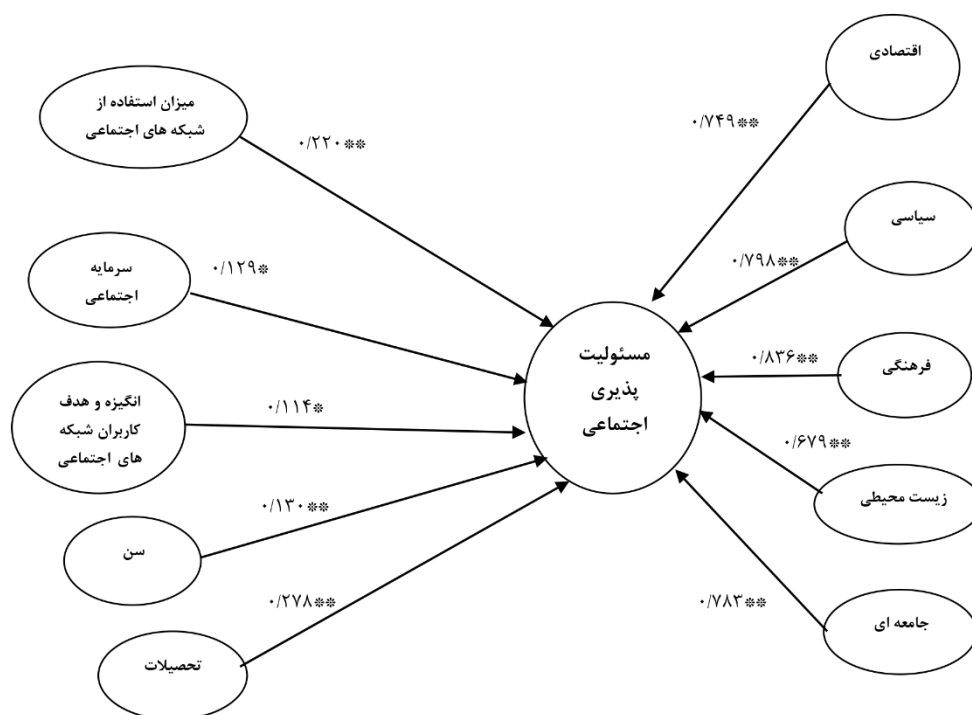 اقتصادی
۰/۷۴۹**
میزان استفاده از
شبکه های اجتماعی
۰/۲۲۰**
سیاسی
۰/۷۹۸**
سرمایه
اجتماعی
۰/۱۲۹*
مسئولیت
پذیری
اجتماعی
فرهنگی
۰/۸۳۶**
انگیزه و هدف
کاربران شبکه
های اجتماعی
۰/۱۱۴*
زیست محیطی
۰/۶۷۹**
سن
۰/۱۳۰**
جامعه ای
۰/۷۸۳**
تحصیلات
۰/۲۷۸**